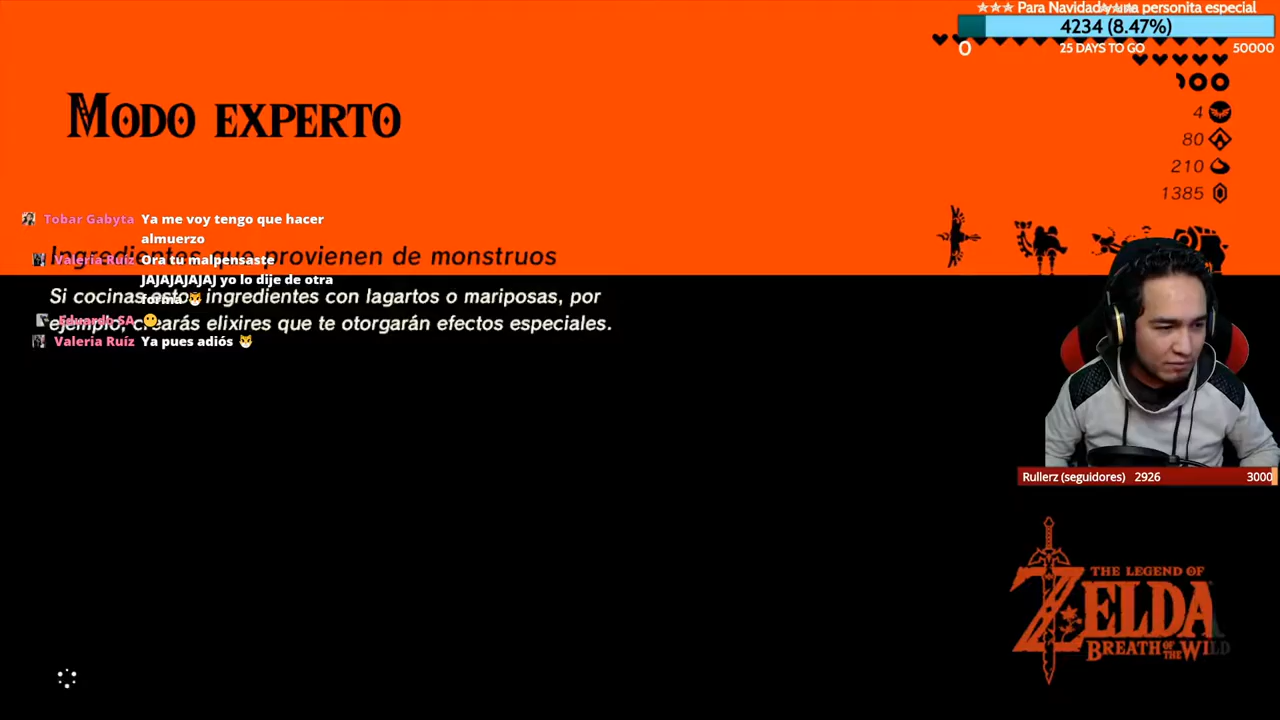 ★★★ Para Navidad y una personita especial
4234 (8.47%)
0
25 DAYS TO GO
50000
MODO EXPERTO
4
80
210
1385
Tobar Gabyta Ya me voy tengo que hacer
almuerzo
Ingredientes que provienen de monstruos
Valeria Ruíz Ora tu malpensaste
JAJAJAJAJ yo lo dije de otra
forma 🐯
Si cocinas estos ingredientes con lagartos o mariposas, por
ejemplo, crearás elixires que te otorgarán efectos especiales.
Eduardo SA 😬
Valeria Ruíz Ya pues adiós 🐯
Rullerz (seguidores) 2926 3000
THE LEGEND OF
ZELDA
BREATH OF THE WILD